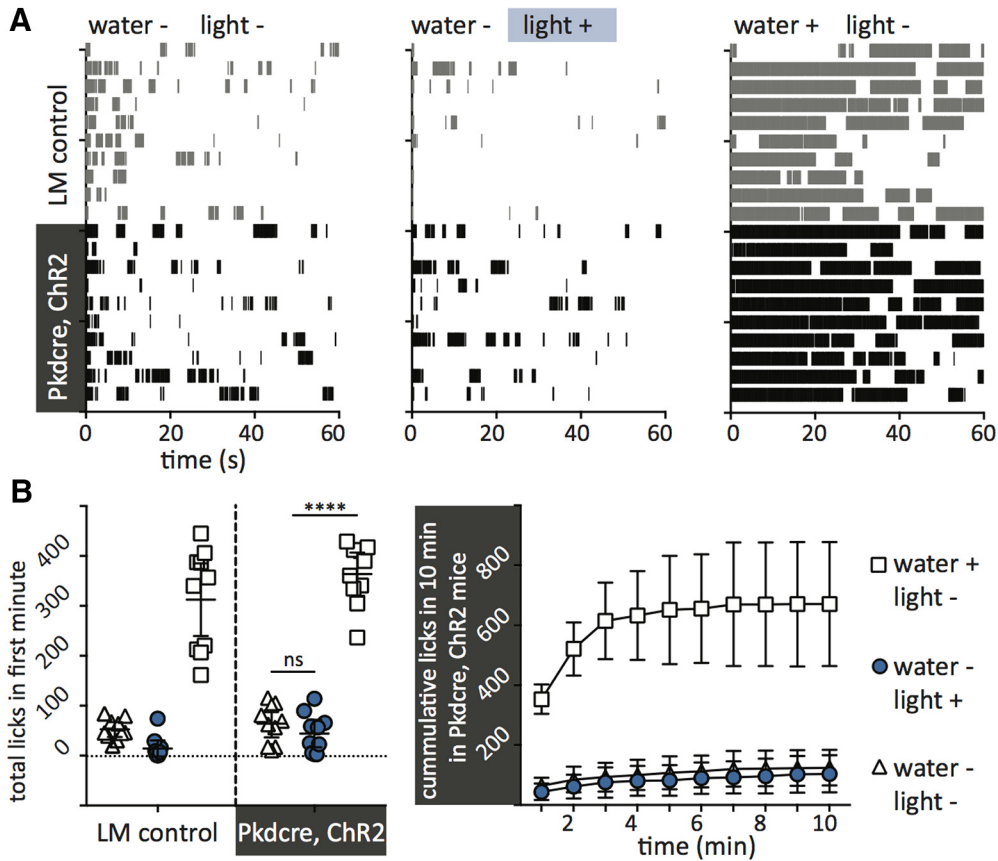 A
water - light -
water - light +
water + light -
LM control
Pkdcre, ChR2
0 20 40 60
0 20 40 60
0 20 40 60
time (s)
B
total licks in first minute
400
300
200
100
0
****
ns
LM control
Pkdcre, ChR2
cummulative licks in 10 min
in Pkdcre, ChR2 mice
800
600
400
200
2 4 6 8 10
time (min)
water +
light -
water -
light +
water -
light -